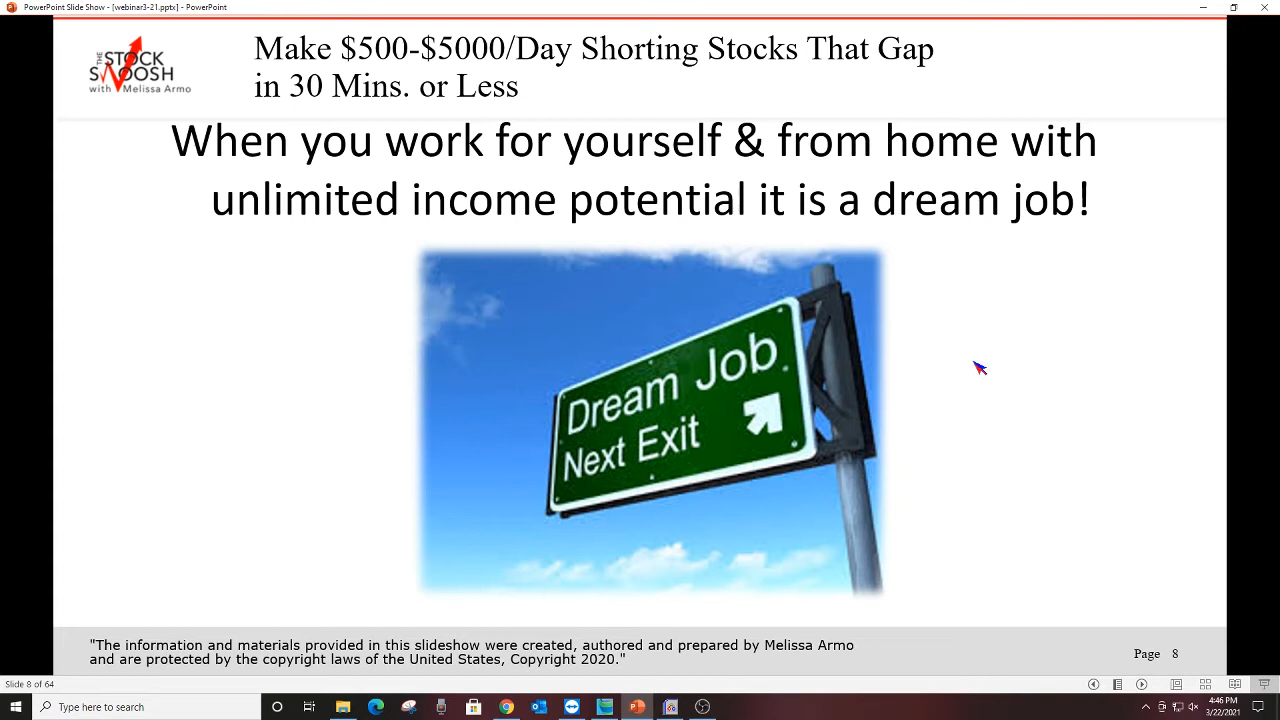 PowerPoint Slide Show - [webinar3-21.pptx] - PowerPoint
THE
STOCK
SWOOSH
with Melissa Armo
Make $500-$5000/Day Shorting Stocks That Gap
in 30 Mins. or Less
When you work for yourself & from home with
unlimited income potential it is a dream job!
Dream Job
Next Exit
"The information and materials provided in this slideshow were created, authored and prepared by Melissa Armo
and are protected by the copyright laws of the United States, Copyright 2020."
Page 8
Slide 8 of 64
Type here to search
4:46 PM
3/22/2021